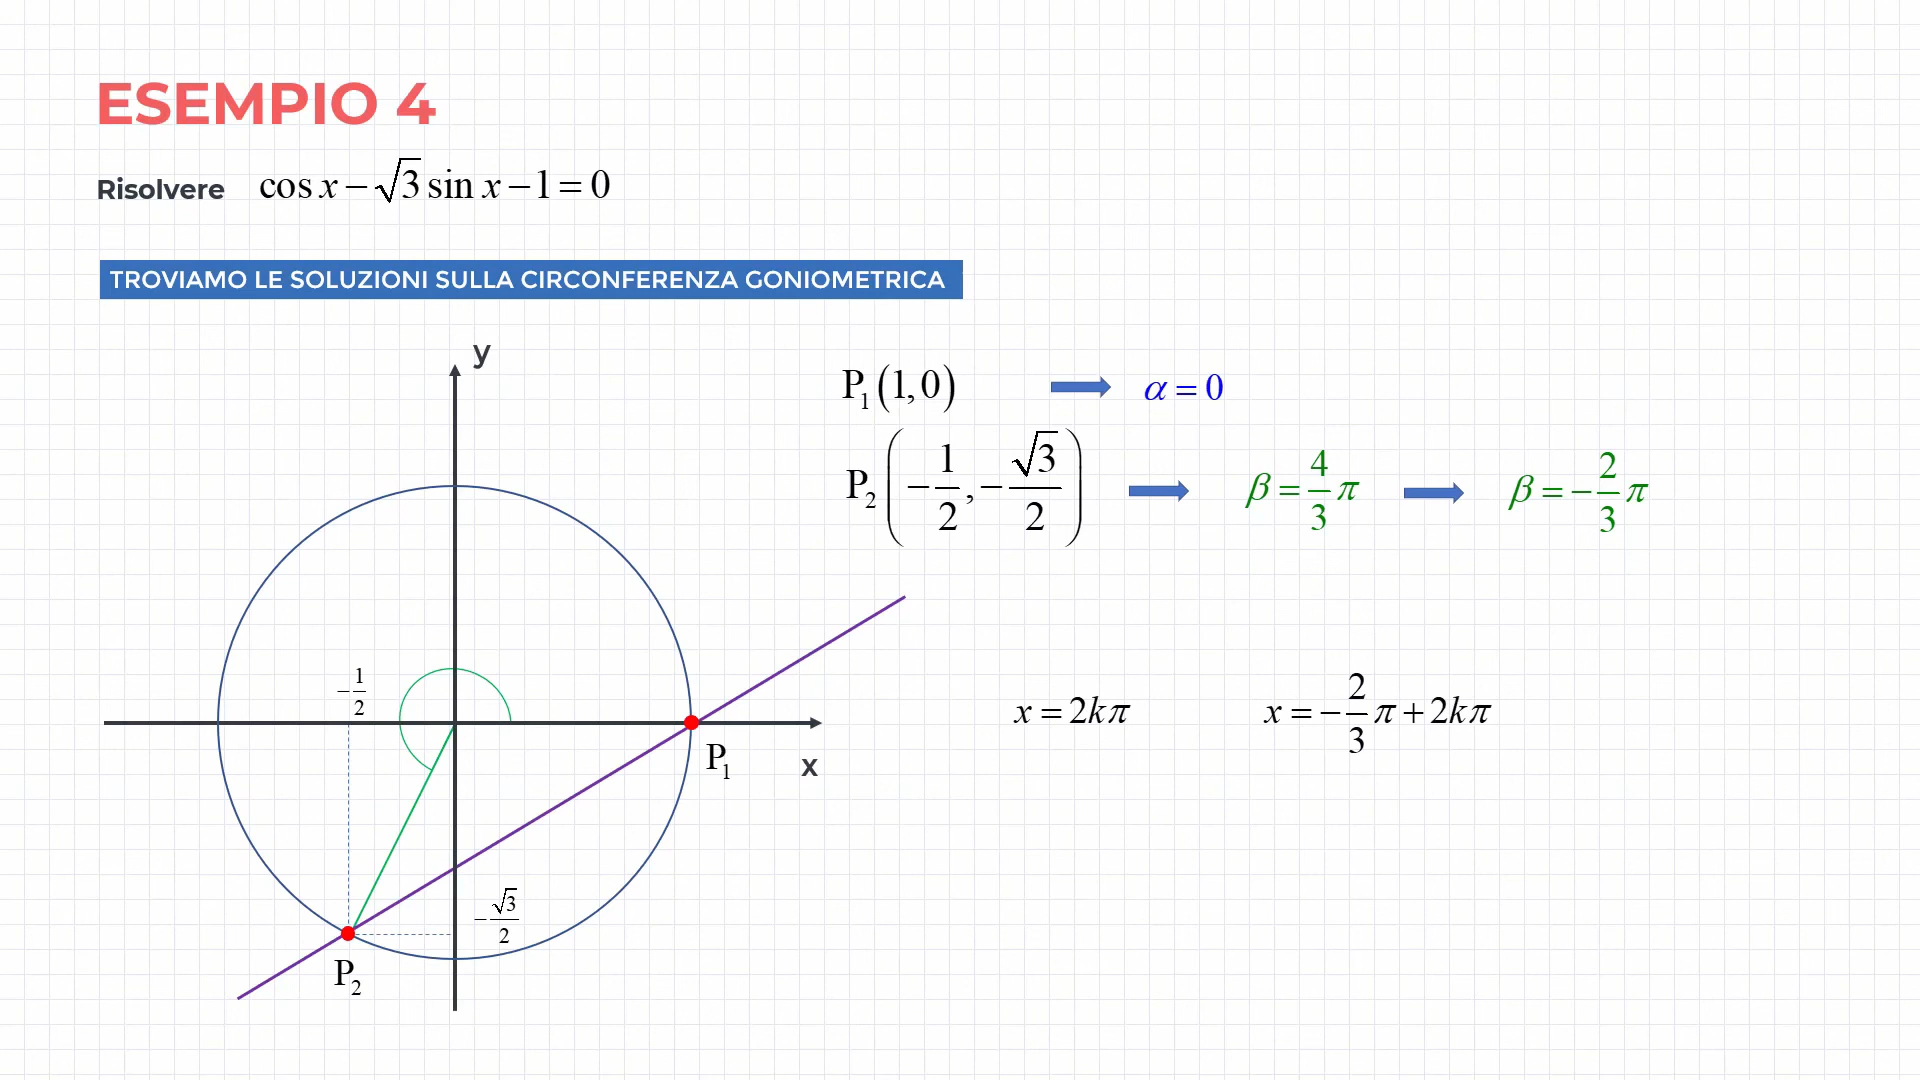 ESEMPIO 4
Risolvere cos x − √3 sin x − 1 = 0
TROVIAMO LE SOLUZIONI SULLA CIRCONFERENZA GONIOMETRICA
y
P₁(1,0) α = 0
P₂(−1/2, −√3/2) β = 4/3 π β = −2/3 π
−1/2
x = 2kπ x = −2/3 π + 2kπ
P₁
x
−√3/2
P₂